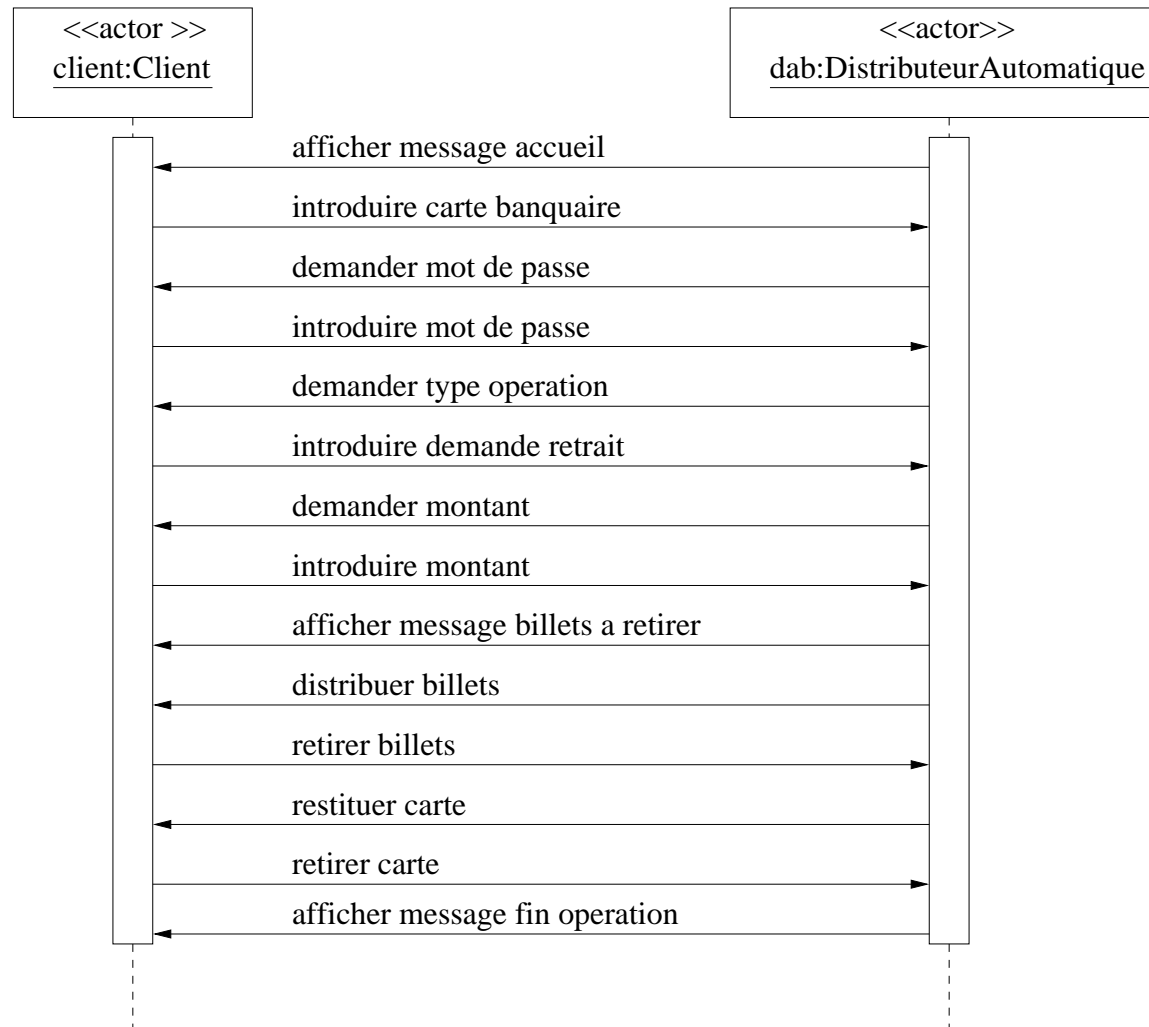 <<actor >>
client:Client
<<actor>>
dab:DistributeurAutomatique
afficher message accueil
introduire carte banquaire
demander mot de passe
introduire mot de passe
demander type operation
introduire demande retrait
demander montant
introduire montant
afficher message billets a retirer
distribuer billets
retirer billets
restituer carte
retirer carte
afficher message fin operation